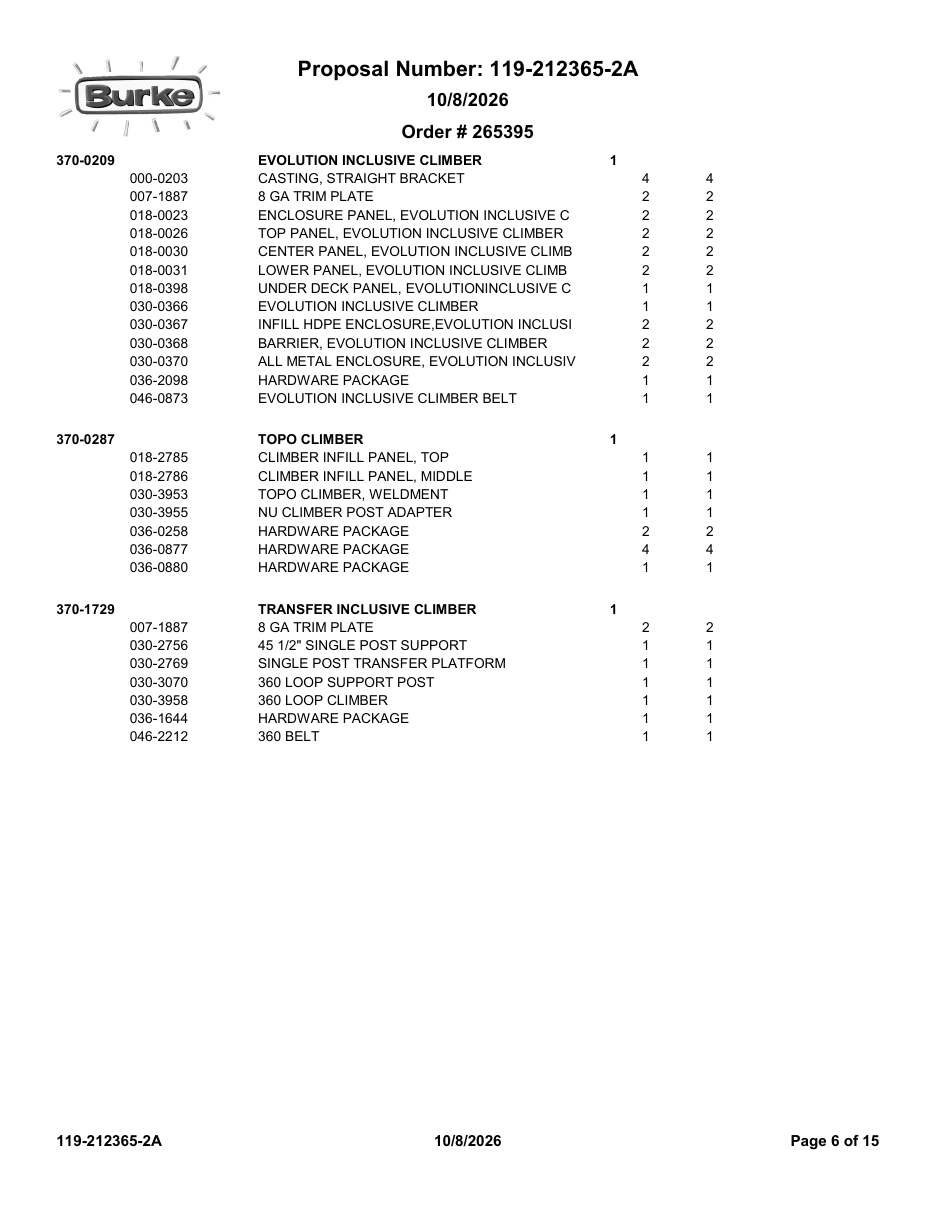 Burke
Proposal Number: 119-212365-2A
10/8/2026
Order # 265395
370-0209 EVOLUTION INCLUSIVE CLIMBER 1
000-0203 CASTING, STRAIGHT BRACKET 4 4
007-1887 8 GA TRIM PLATE 2 2
018-0023 ENCLOSURE PANEL, EVOLUTION INCLUSIVE C 2 2
018-0026 TOP PANEL, EVOLUTION INCLUSIVE CLIMBER 2 2
018-0030 CENTER PANEL, EVOLUTION INCLUSIVE CLIMB 2 2
018-0031 LOWER PANEL, EVOLUTION INCLUSIVE CLIMB 2 2
018-0398 UNDER DECK PANEL, EVOLUTIONINCLUSIVE C 1 1
030-0366 EVOLUTION INCLUSIVE CLIMBER 1 1
030-0367 INFILL HDPE ENCLOSURE,EVOLUTION INCLUSI 2 2
030-0368 BARRIER, EVOLUTION INCLUSIVE CLIMBER 2 2
030-0370 ALL METAL ENCLOSURE, EVOLUTION INCLUSIV 2 2
036-2098 HARDWARE PACKAGE 1 1
046-0873 EVOLUTION INCLUSIVE CLIMBER BELT 1 1
370-0287 TOPO CLIMBER 1
018-2785 CLIMBER INFILL PANEL, TOP 1 1
018-2786 CLIMBER INFILL PANEL, MIDDLE 1 1
030-3953 TOPO CLIMBER, WELDMENT 1 1
030-3955 NU CLIMBER POST ADAPTER 1 1
036-0258 HARDWARE PACKAGE 2 2
036-0877 HARDWARE PACKAGE 4 4
036-0880 HARDWARE PACKAGE 1 1
370-1729 TRANSFER INCLUSIVE CLIMBER 1
007-1887 8 GA TRIM PLATE 2 2
030-2756 45 1/2" SINGLE POST SUPPORT 1 1
030-2769 SINGLE POST TRANSFER PLATFORM 1 1
030-3070 360 LOOP SUPPORT POST 1 1
030-3958 360 LOOP CLIMBER 1 1
036-1644 HARDWARE PACKAGE 1 1
046-2212 360 BELT 1 1
119-212365-2A 10/8/2026 Page 6 of 15